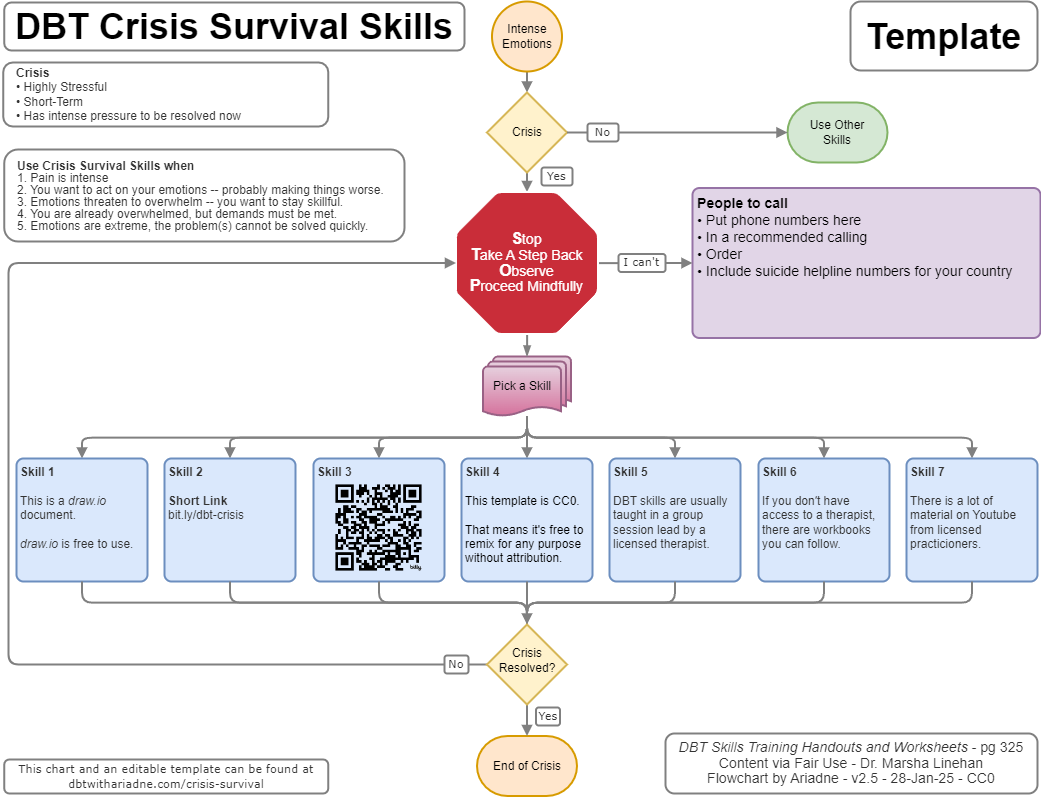 DBT Crisis Survival Skills
Intense
Emotions
Template
Crisis
• Highly Stressful
• Short-Term
• Has intense pressure to be resolved now
Crisis
No
Use Other
Skills
Yes
Use Crisis Survival Skills when
1. Pain is intense
2. You want to act on your emotions -- probably making things worse.
3. Emotions threaten to overwhelm -- you want to stay skillful.
4. You are already overwhelmed, but demands must be met.
5. Emotions are extreme, the problem(s) cannot be solved quickly.
Stop
Take A Step Back
Observe
Proceed Mindfully
I can't
People to call
• Put phone numbers here
• In a recommended calling
• Order
• Include suicide helpline numbers for your country
Pick a Skill
Skill 1
This is a draw.io
document.
draw.io is free to use.
Skill 2
Short Link
bit.ly/dbt-crisis
Skill 3
bitly
Skill 4
This template is CC0.
That means it's free to
remix for any purpose
without attribution.
Skill 5
DBT skills are usually
taught in a group
session lead by a
licensed therapist.
Skill 6
If you don't have
access to a therapist,
there are workbooks
you can follow.
Skill 7
There is a lot of
material on Youtube
from licensed
practicioners.
Crisis
Resolved?
No
Yes
End of Crisis
This chart and an editable template can be found at
dbtwithariadne.com/crisis-survival
DBT Skills Training Handouts and Worksheets - pg 325
Content via Fair Use - Dr. Marsha Linehan
Flowchart by Ariadne - v2.5 - 28-Jan-25 - CC0